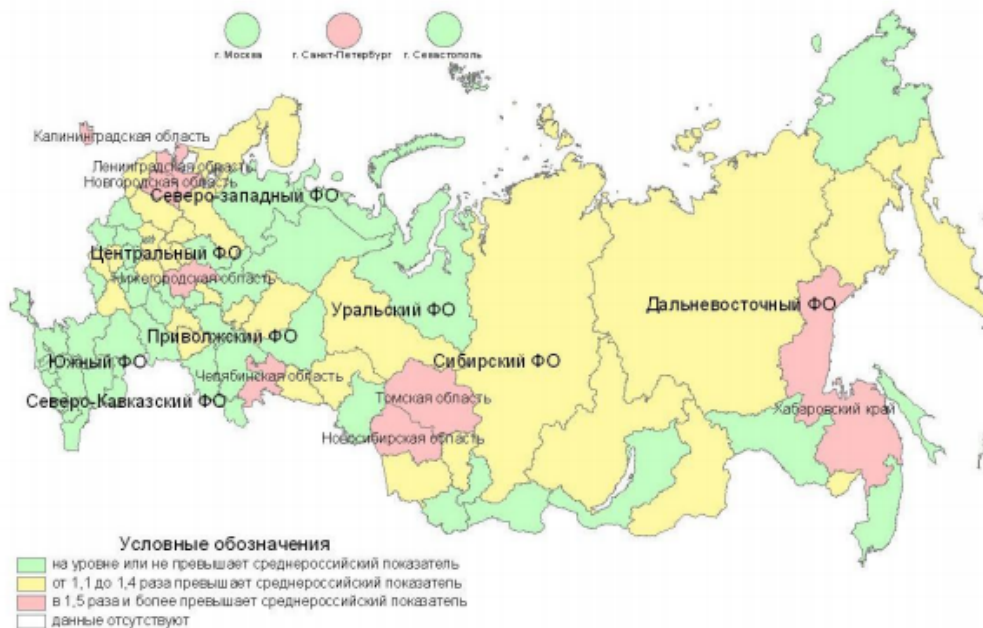 г. Москва
г. Санкт-Петербург
г. Севастополь
Калининградская область
Ленинградская область
Новгородская область
Северо-западный ФО
Центральный ФО
Нижегородская область
Уральский ФО
Дальневосточный ФО
Приволжский ФО
Южный ФО
Сибирский ФО
Челябинская область
Томская область
Северо-Кавказский ФО
Хабаровский край
Новосибирская область
Условные обозначения
на уровне или не превышает среднероссийский показатель
от 1,1 до 1,4 раза превышает среднероссийский показатель
в 1,5 раза и более превышает среднероссийский показатель
данные отсутствуют